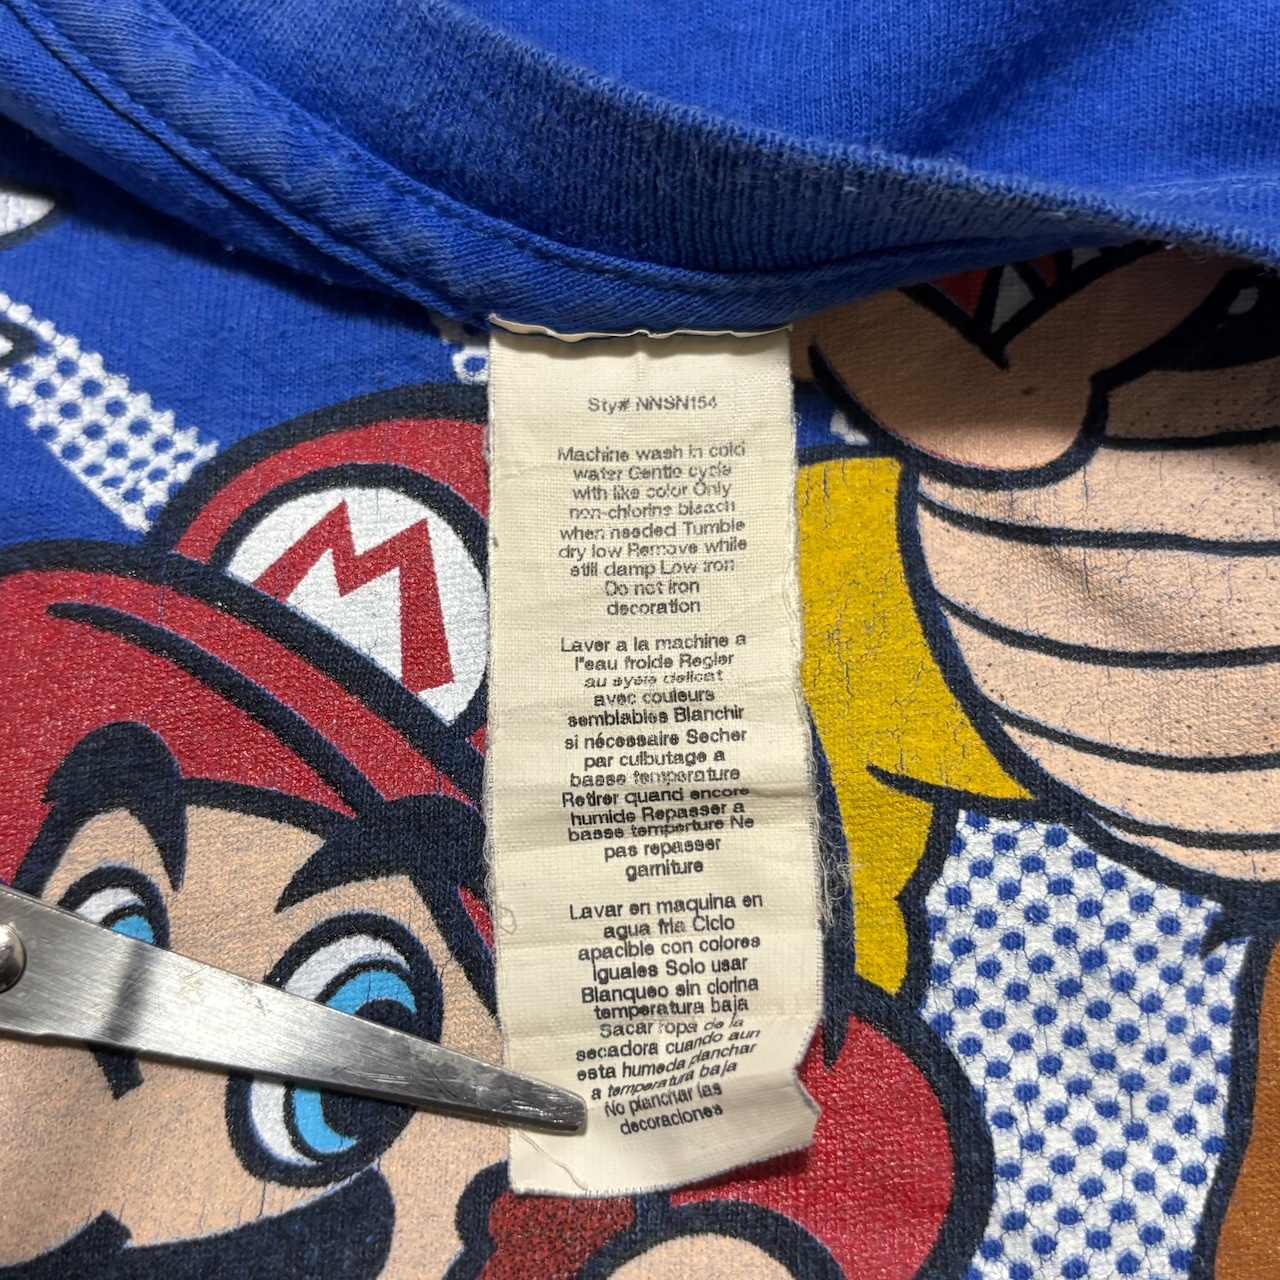 Sty# NNSN154
Machine wash in cold
water Gentle cycle
with like color Only
non-chlorine bleach
when needed Tumble
dry low Remove while
still damp Low iron
Do not iron
decoration
Laver a la machine a
l'eau froide Regler
au syele delicat
avec couleurs
semblables Blanchir
si nécessaire Secher
par culbutage a
basse temperature
Retirer quand encore
humide Repasser a
basse temperture Ne
pas repasser
garniture
Lavar en maquina en
agua fria Ciclo
apacible con colores
iguales Solo usar
Blanqueo sin clorina
temperatura baja
Sacar ropa de la
secadora cuando aun
esta humeda planchar
a temperatura baja
No planchar las
decoraciones
M